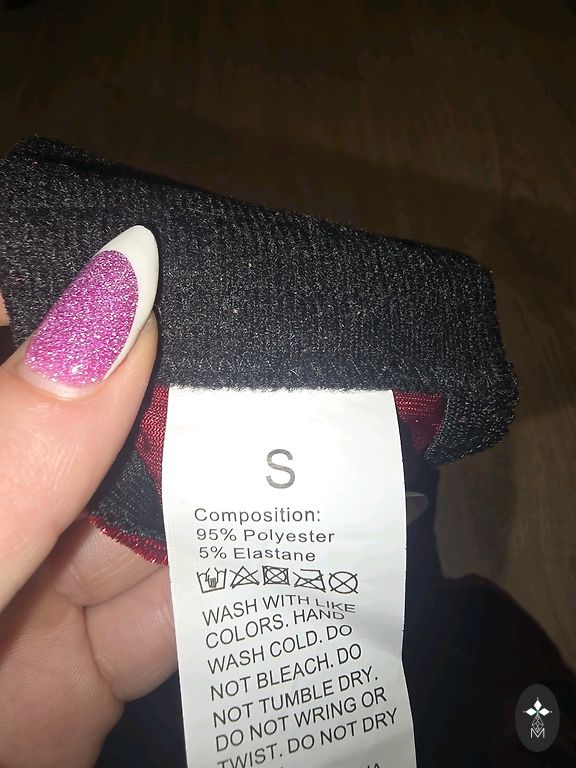 S
Composition:
95% Polyester
5% Elastane
WASH WITH LIKE
COLORS. HAND
WASH COLD. DO
NOT BLEACH. DO
NOT TUMBLE DRY.
DO NOT WRING OR
TWIST. DO NOT DRY